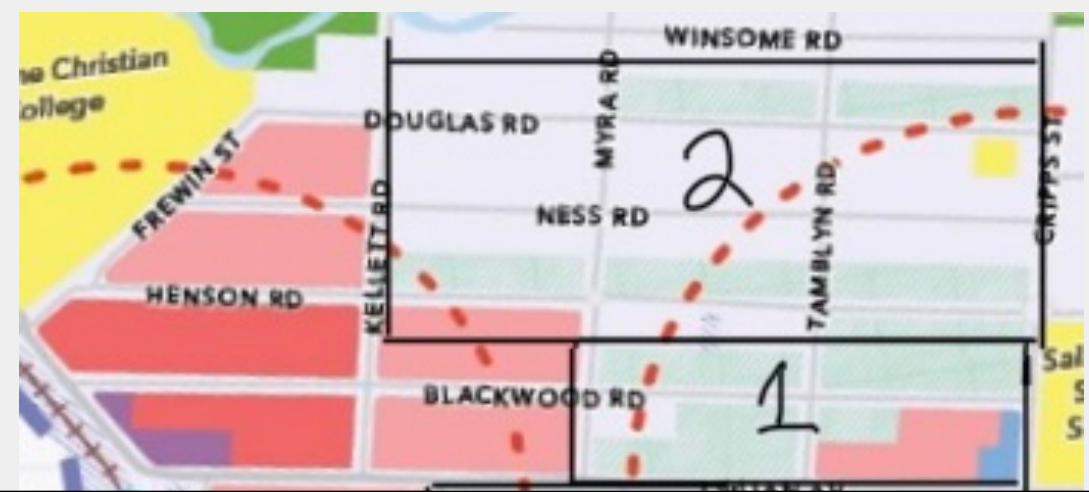 WINSOME RD
ne Christian
ollege
DOUGLAS RD
MYRA RD
2
FREWIN ST
KELLETT RD
NESS RD
TAMBLYN RD
CRIPPS ST
HENSON RD
Sai
S
S
BLACKWOOD RD
1